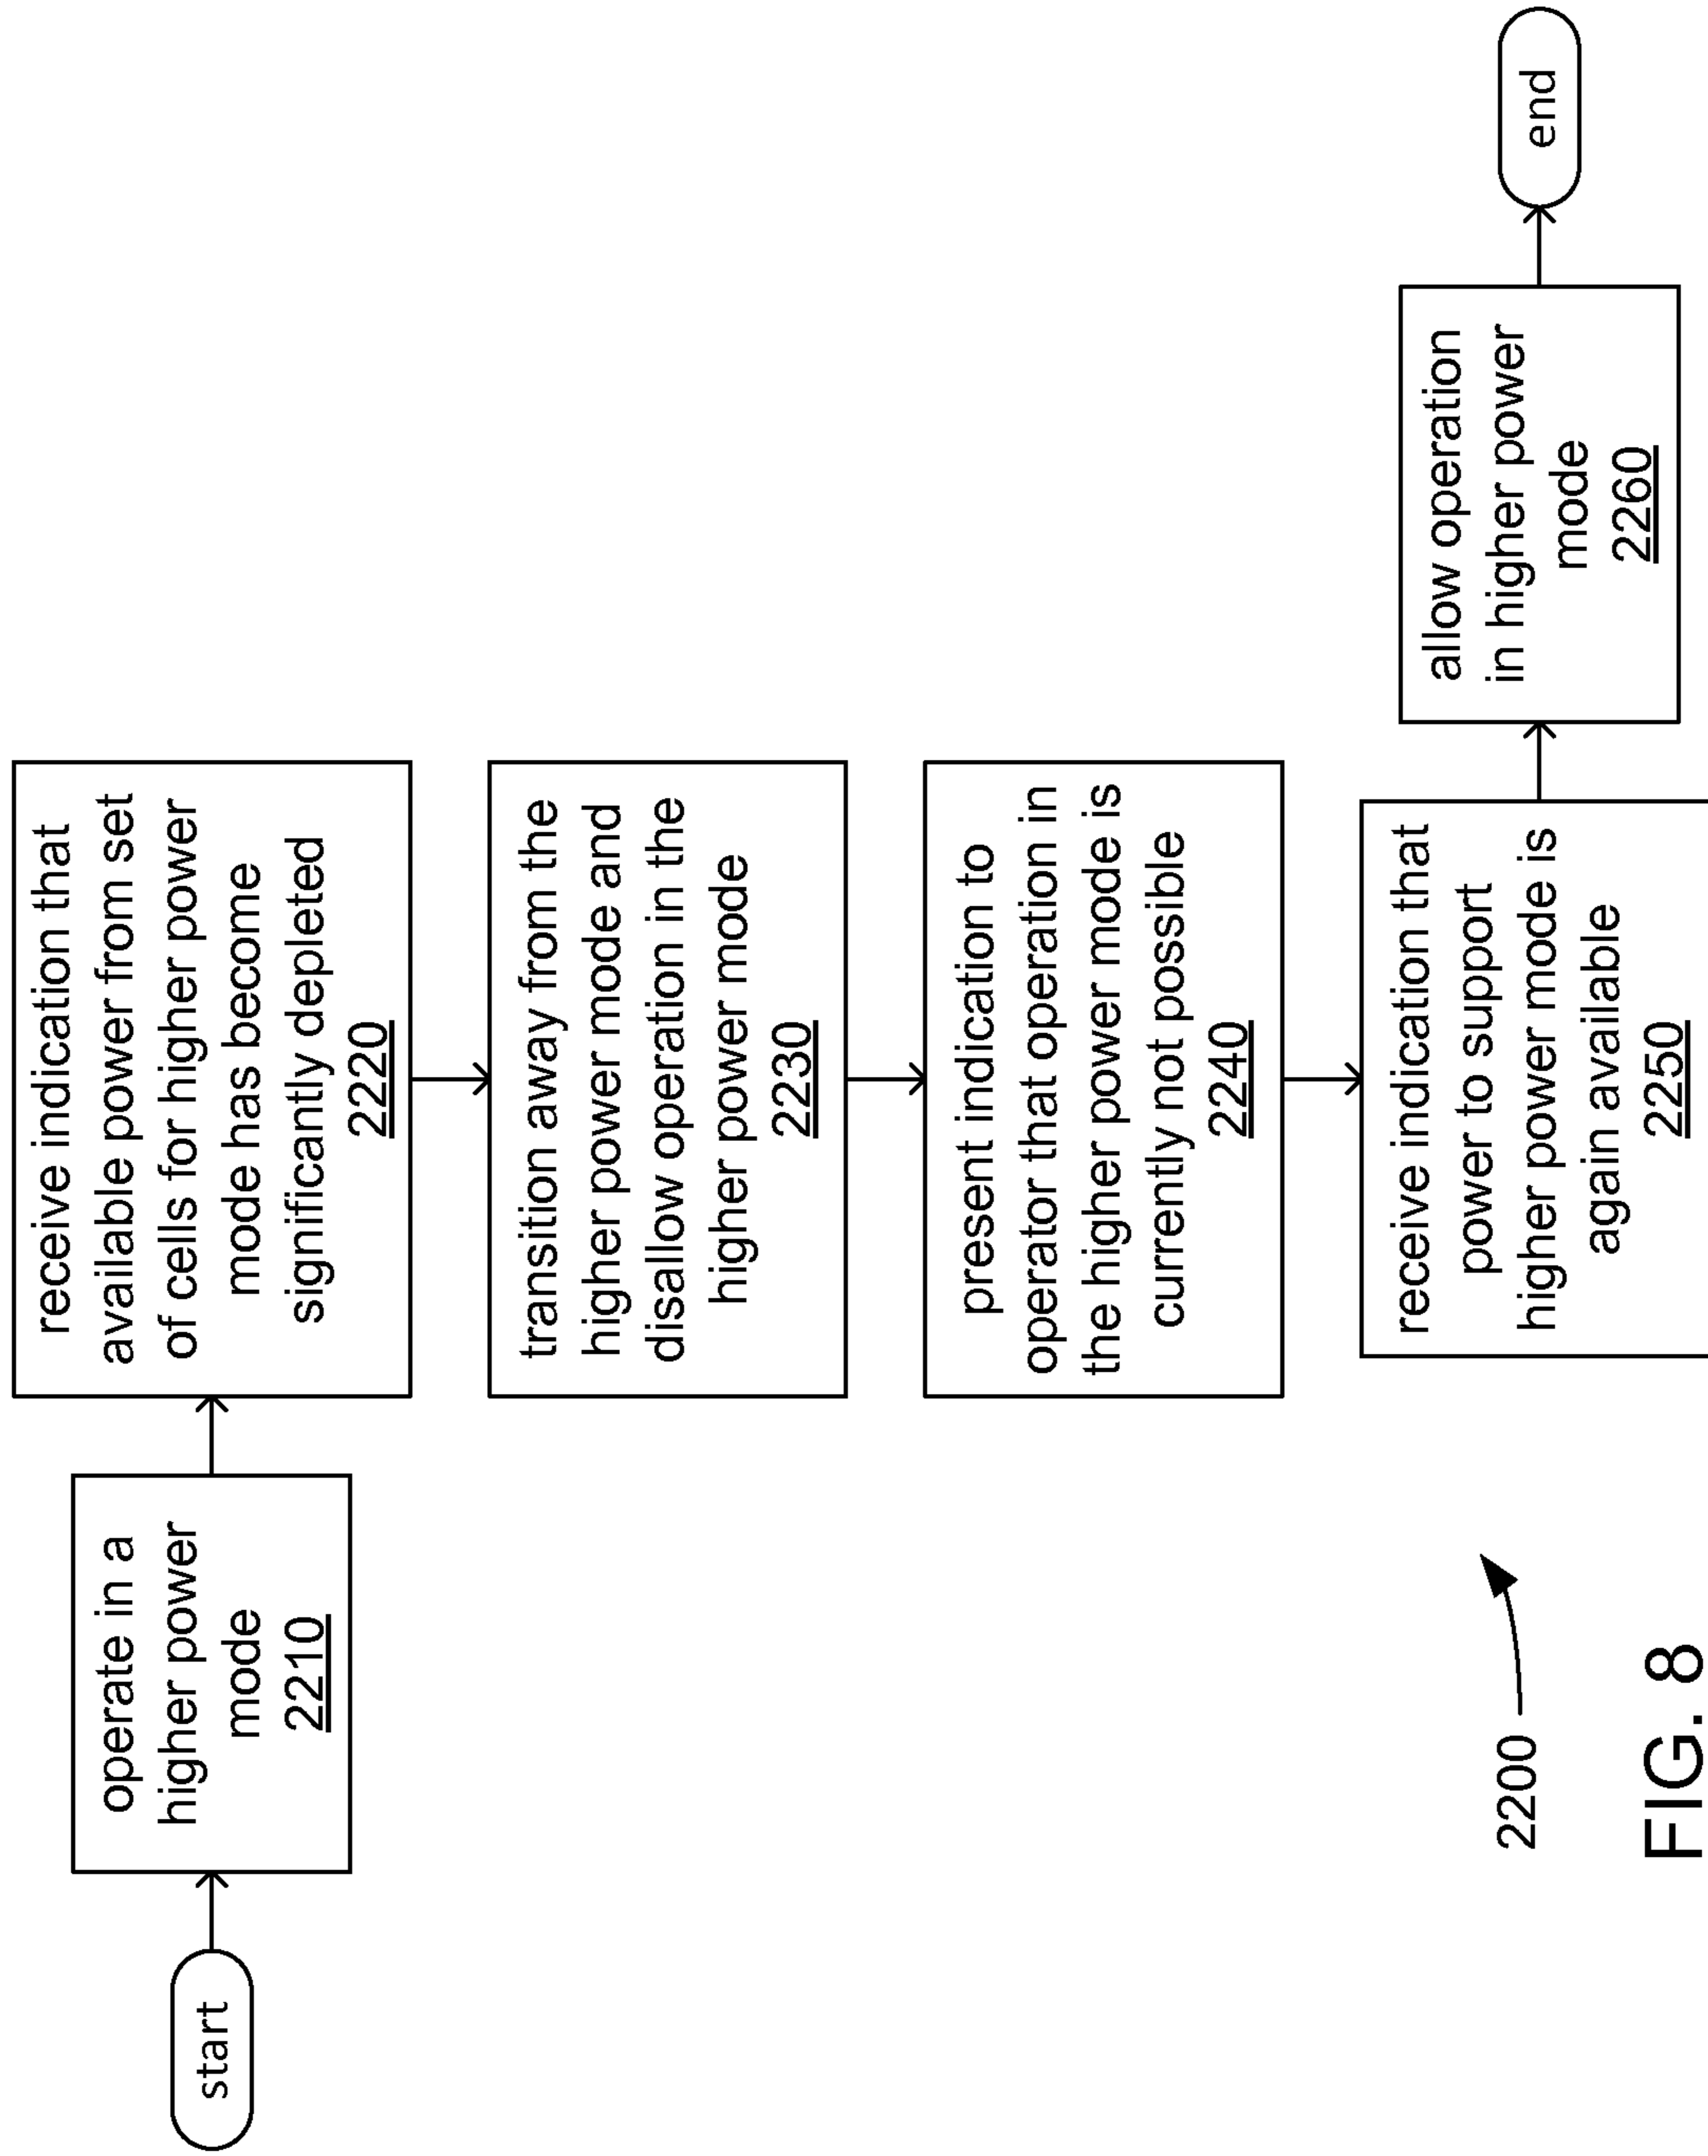 start
operate in a
higher power
mode
2210
receive indication that
available power from set
of cells for higher power
mode has become
significantly depleted
2220
transition away from the
higher power mode and
disallow operation in the
higher power mode
2230
present indication to
operator that operation in
the higher power mode is
currently not possible
2240
receive indication that
power to support
higher power mode is
again available
2250
allow operation
in higher power
mode
2260
end
2200
FIG. 8